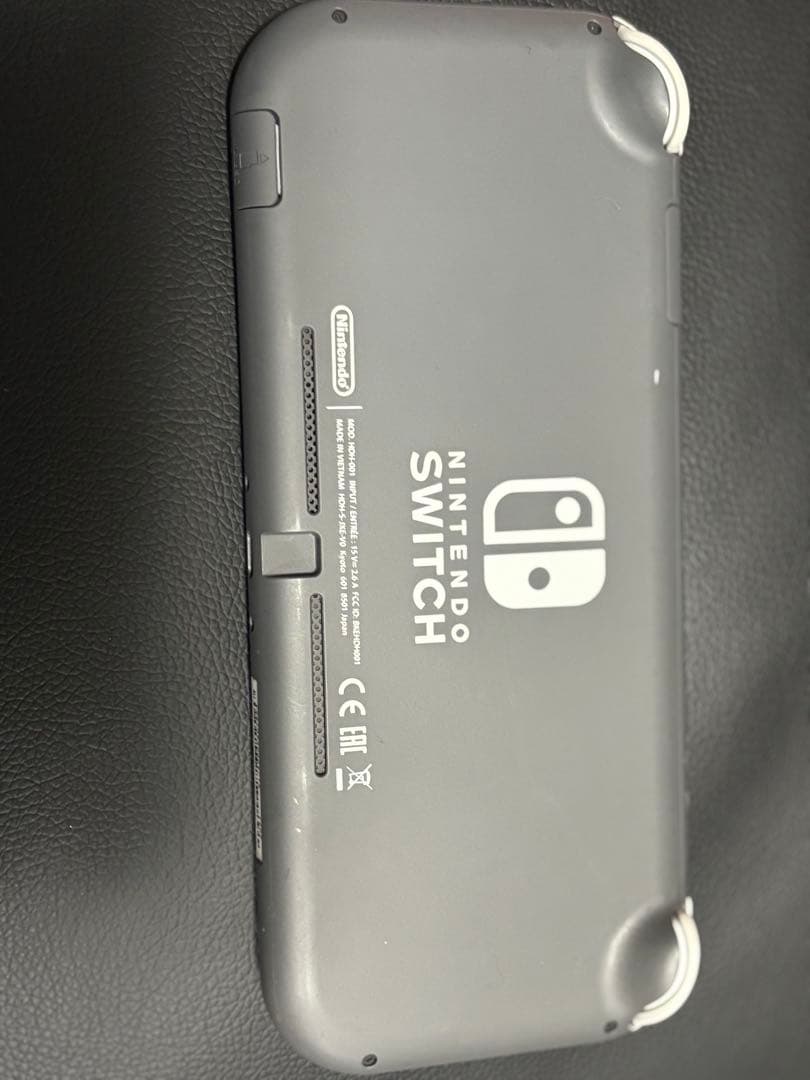 NINTENDO
SWITCH
Nintendo
MOD. HDH-001 INPUT / ENTRÉE : 15 V⎓ 2.6 A FCC ID: BKEHDH001
MADE IN VIETNAM HDH-S-JXE-V0 Kyoto 601 8501 Japan
CE EAC